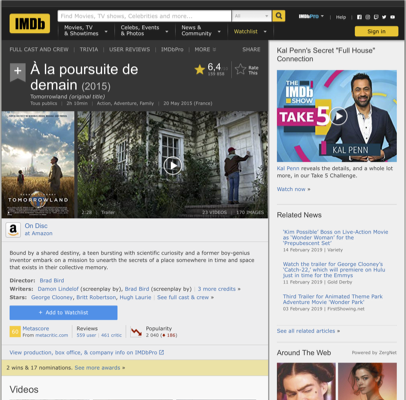 IMDb
Find Movies, TV shows, Celebrities and more...
All
IMDbPro
Help
Movies, TV
& Showtimes
Celebs, Events
& Photos
News &
Community
Watchlist
Sign in
FULL CAST AND CREW | TRIVIA | USER REVIEWS | IMDbPro | MORE
SHARE
À la poursuite de
demain (2015)
Tomorrowland (original title)
Tous publics | 2h 10min | Action, Adventure, Family | 20 May 2015 (France)
6,4
Rate
This
TOMORROWLAND
2:28 | Trailer
23 VIDEOS | 170 IMAGES
On Disc
at Amazon
Bound by a shared destiny, a teen bursting with scientific curiosity and a former boy-genius
inventor embark on a mission to unearth the secrets of a place somewhere in time and space
that exists in their collective memory.
Director: Brad Bird
Writers: Damon Lindelof (screenplay by), Brad Bird (screenplay by) | 3 more credits »
Stars: George Clooney, Britt Robertson, Hugh Laurie | See full cast & crew »
+ Add to Watchlist
60
Metascore
From metacritic.com
Reviews
559 user | 461 critic
Popularity
2 040 (186)
View production, box office, & company info on IMDbPro
2 wins & 17 nominations. See more awards »
Videos
Kal Penn's Secret "Full House"
Connection
THE
IMDb
SHOW
TAKE 5
KAL PENN
Kal Penn reveals the details, and a whole lot
more, in our Take 5 Challenge.
Watch now »
Related News
'Kim Possible' Boss on Live-Action Movie
as 'Wonder Woman' for the
'Prepubescent Set'
14 February 2019 | Variety
Watch the trailer for George Clooney's
'Catch-22,' which will premiere on Hulu
just in time for the Emmys
11 February 2019 | Gold Derby
Third Trailer for Animated Theme Park
Adventure Movie 'Wonder Park'
03 February 2019 | FirstShowing.net
See all related articles »
Around The Web
Powered by ZergNet